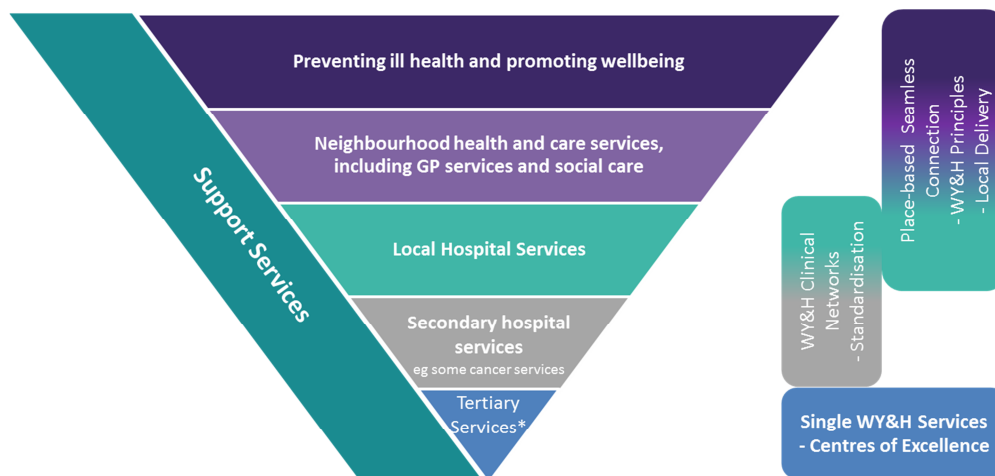 Preventing ill health and promoting wellbeing
Neighbourhood health and care services,
including GP services and social care
Local Hospital Services
Secondary hospital
services
eg some cancer services
Tertiary
Services*
Support Services
Place-based Seamless
Connection
- WY&H Principles
- Local Delivery
WY&H Clinical
Networks
- Standardisation
Single WY&H Services
- Centres of Excellence